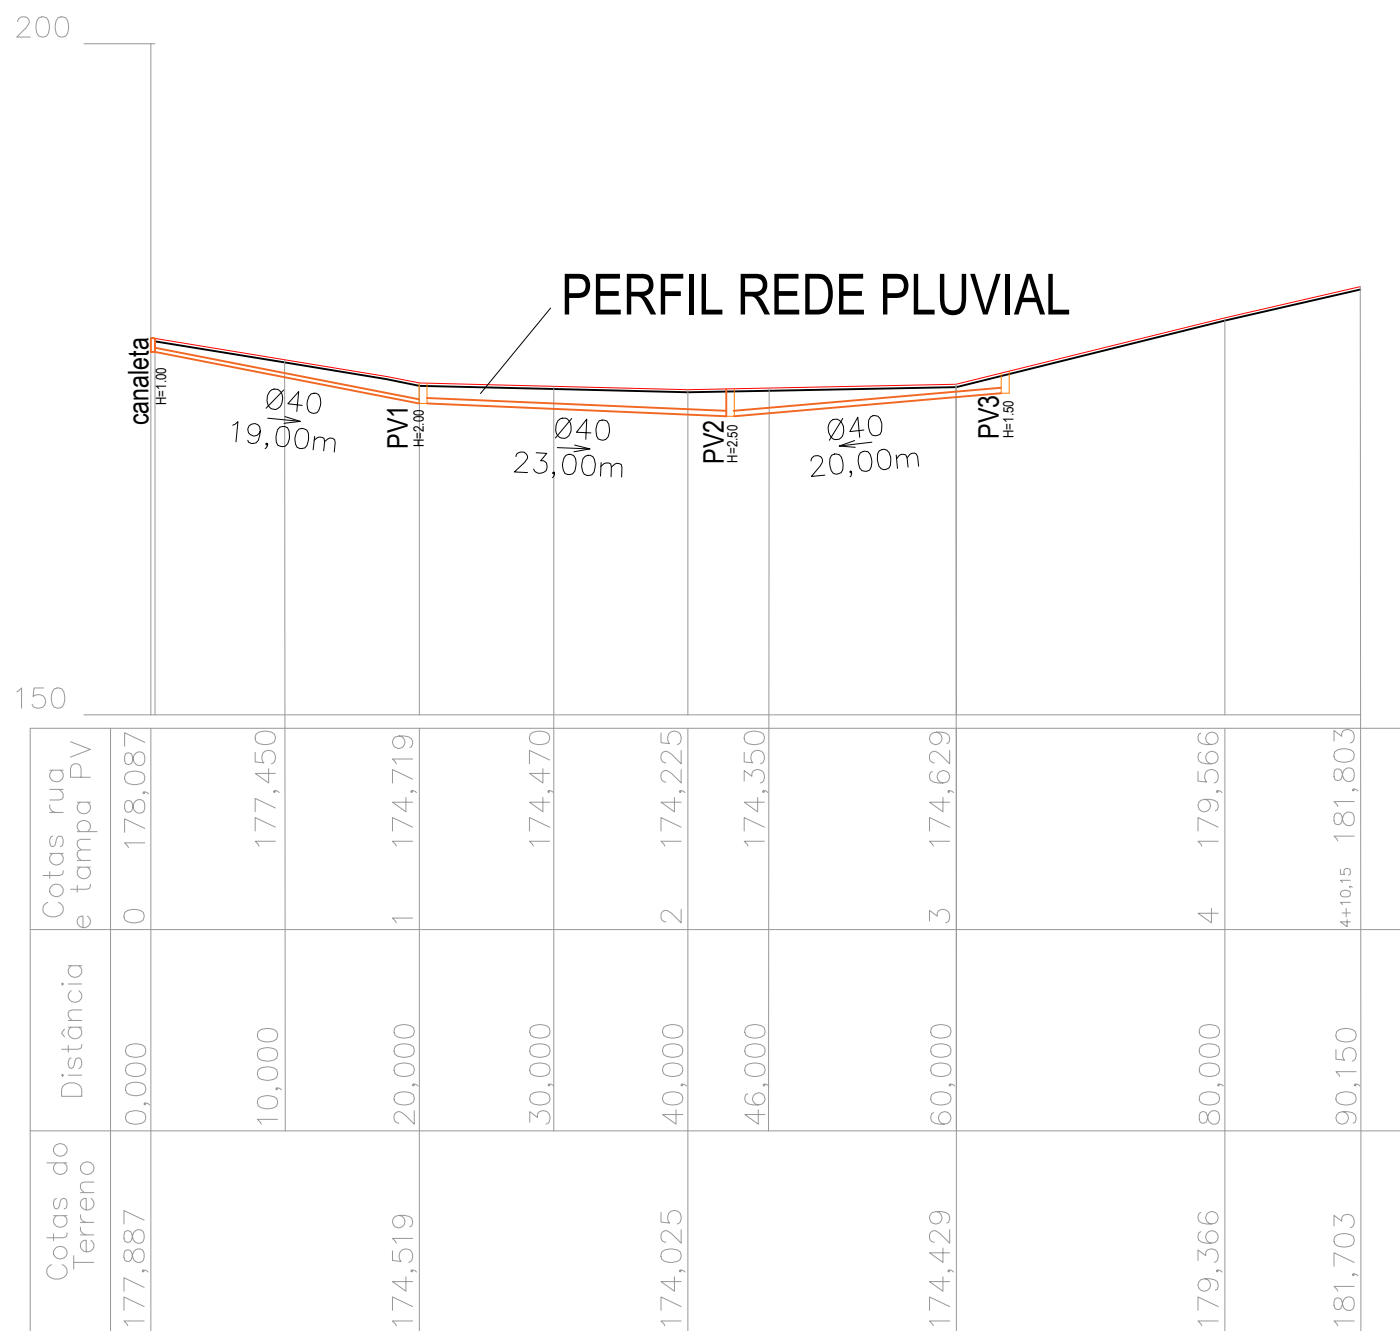 200
PERFIL REDE PLUVIAL
canaleta
H=1.00
Ø40
19,00m
PV1
H=2.00
Ø40
23,00m
PV2
H=2.50
Ø40
20,00m
PV3
H=1.50
150
Cotas rua
e tampa PV
0 178,087
177,450
1 174,719
174,470
2 174,225
174,350
3 174,629
4 179,566
4+10,15 181,803
Distância
0,000
10,000
20,000
30,000
40,000
46,000
60,000
80,000
90,150
Cotas do
Terreno
177,887
174,519
174,025
174,429
179,366
181,703